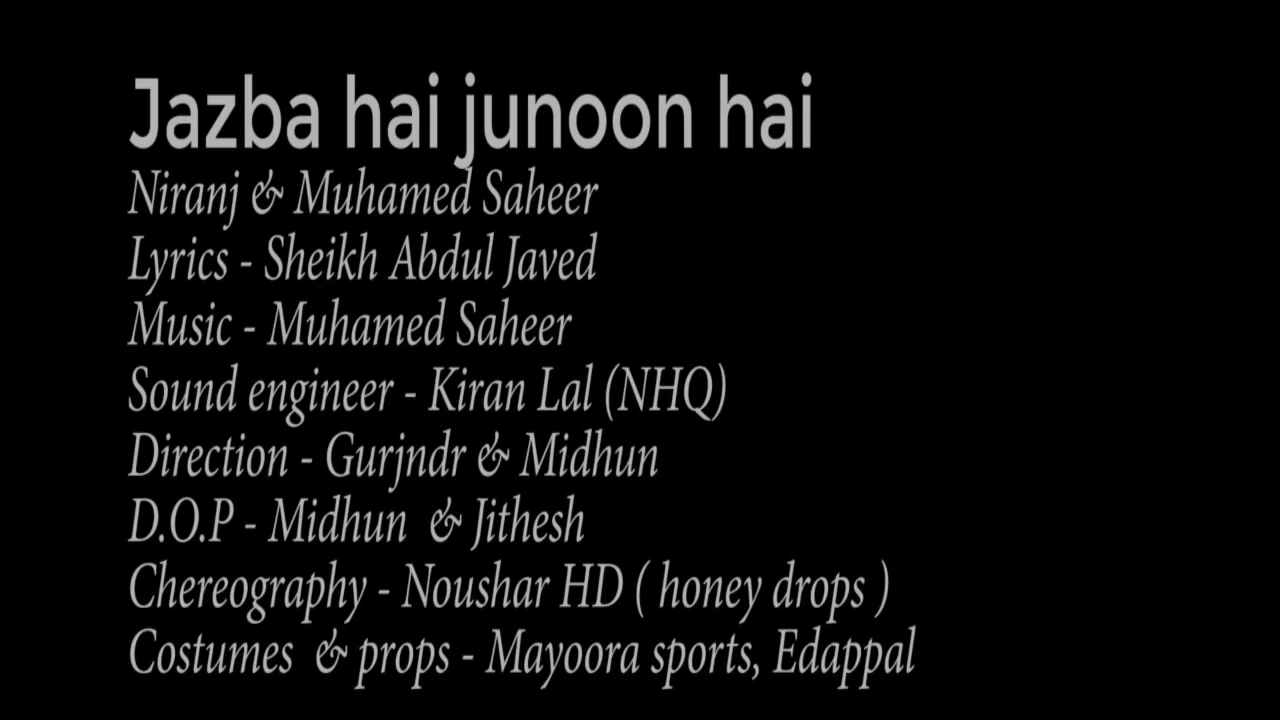 Jazba hai junoon hai
Niranj & Muhamed Saheer
Lyrics - Sheikh Abdul Javed
Music - Muhamed Saheer
Sound engineer - Kiran Lal (NHQ)
Direction - Gurjndr & Midhun
D.O.P - Midhun & Jithesh
Chereography - Noushar HD ( honey drops )
Costumes & props - Mayoora sports, Edappal